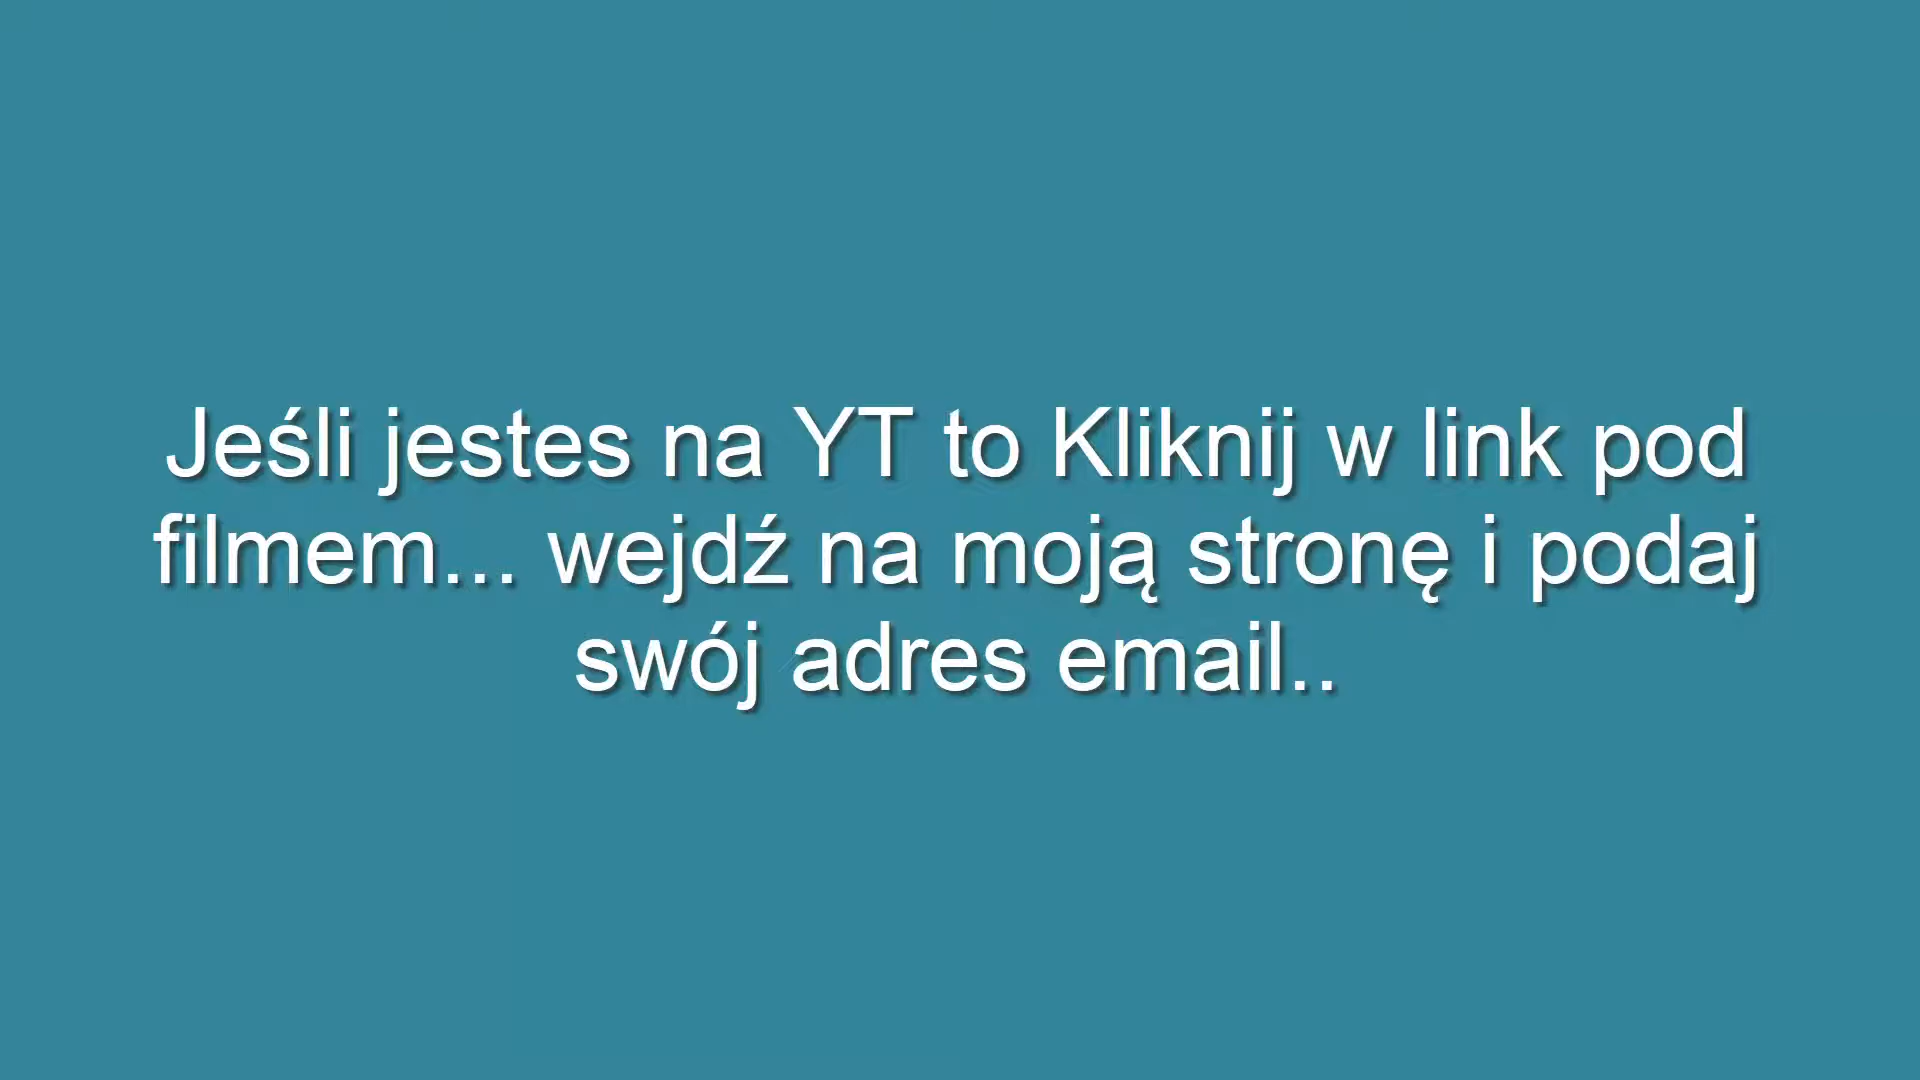 Jeśli jestes na YT to Kliknij w link pod
filmem... wejdź na moją stronę i podaj
swój adres email..